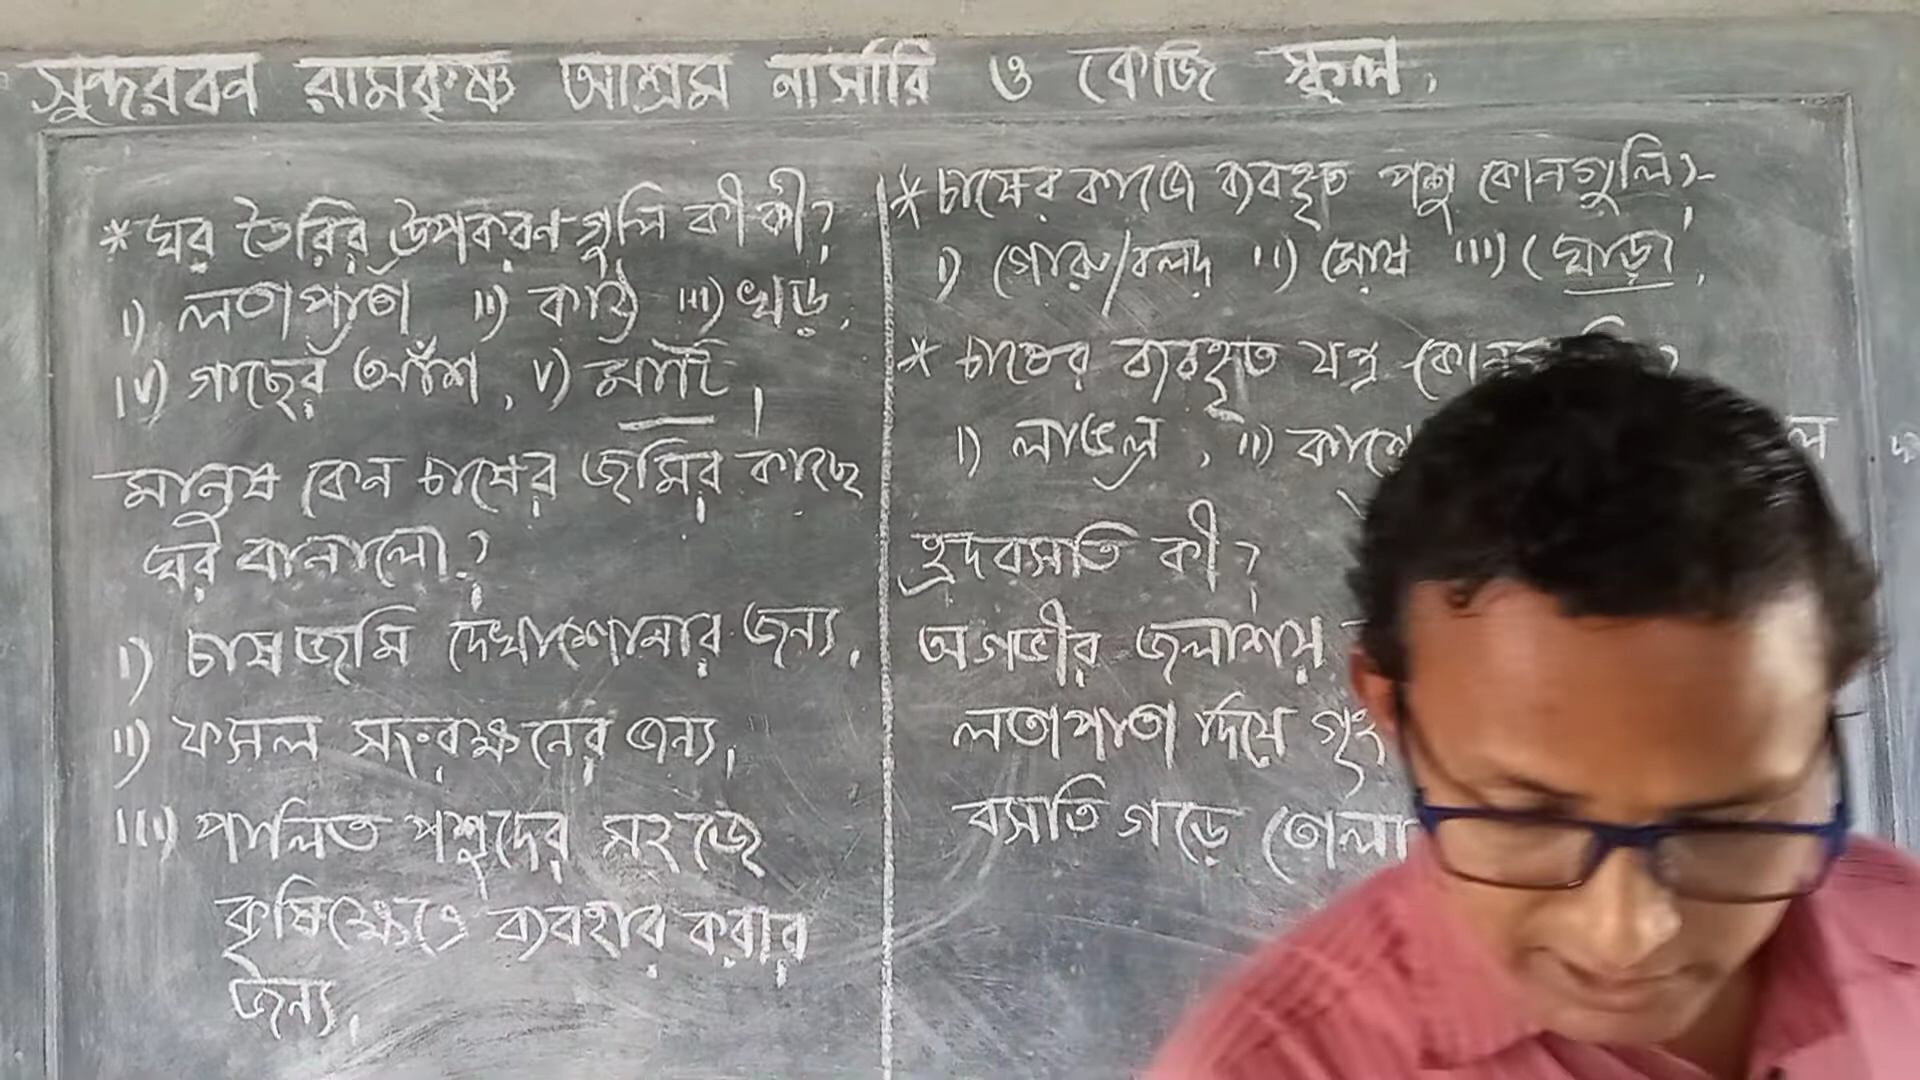 সুন্দরবন রামকৃষ্ণ আশ্রম নার্সারি ও কেজি স্কুল,
* ঘর তৈরির উপকরণ গুলি কী কী?
i) লতাপাতা ii) কাঠ iii) খড়,
iv) গাছের আঁশ, v) মাটি,
মানুষ কেন চাষের জমির কাছে
ঘর বানালো?
i) চাষ জমি দেখাশোনার জন্য,
ii) ফসল সংরক্ষনের জন্য,
iii) পালিত পশুদের সহজে
কৃষিক্ষেত্রে ব্যবহার করার
জন্য,
* চাষের কাজে ব্যবহৃত পশু কোনগুলি?-
i) গোরু/বলদ ii) মোষ iii) ঘোড়া,
* চাষের ব্যবহৃত যন্ত্র
i) লাঙল, ii)
হ্রদবসতি কী?
অগভীর জলাশয়
লতাপাতা দিয়ে
বসতি গড়ে তোলা